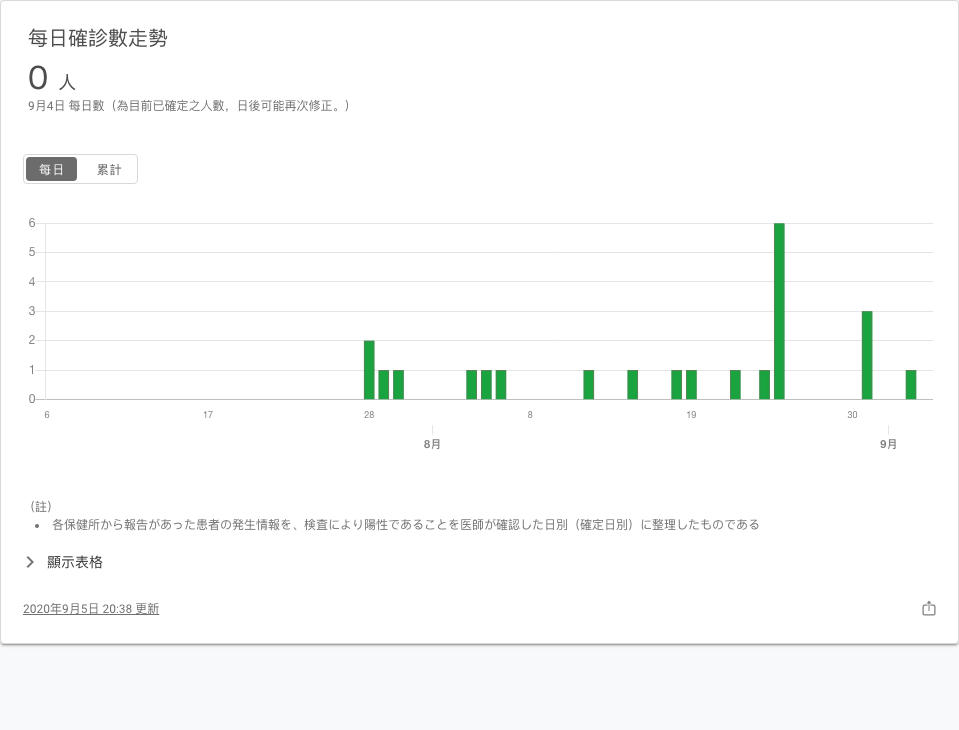 每日確診數走勢
0 人
9月4日 每日數（為目前已確定之人數，日後可能再次修正。）
每日 累計
6
5
4
3
2
1
0
6 17 28 8 19 30
8月 9月
（註）
• 各保健所から報告があった患者の発生情報を、検査により陽性であることを医師が確認した日別（確定日別）に整理したものである
顯示表格
2020年9月5日 20:38 更新